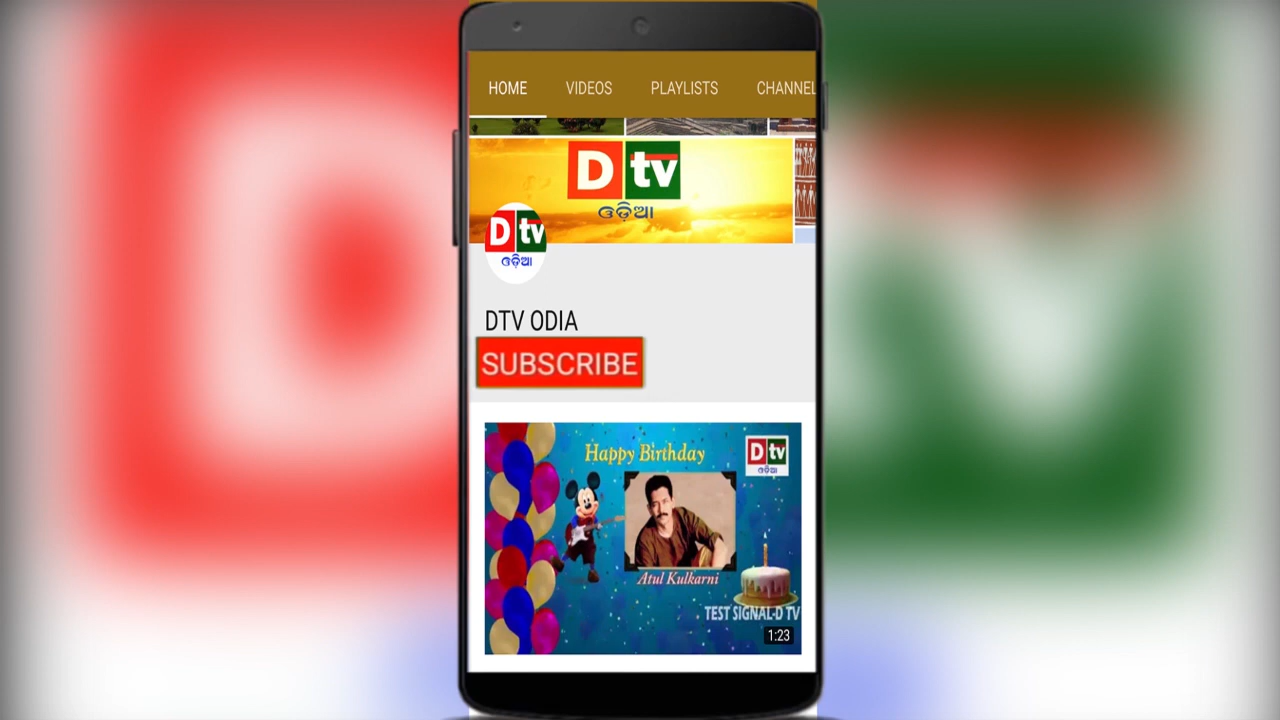 HOME VIDEOS PLAYLISTS CHANNEL
D tv
ଓଡ଼ିଆ
D tv
ଓଡ଼ିଆ
DTV ODIA
SUBSCRIBE
Happy Birthday
D tv
ଓଡ଼ିଆ
Atul Kulkarni
TEST SIGNAL-D TV
1:23